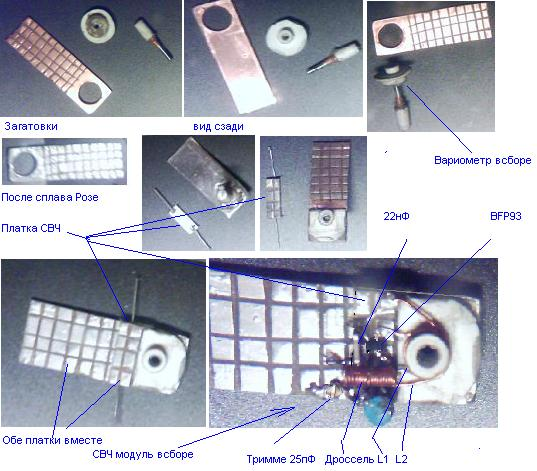 Загатовки
вид сзади
Вариометр всборе
После сплава Розе
Платка СВЧ
22нФ
BFP93
Обе платки вместе
СВЧ модуль всборе
Тримме 25пФ
Дроссель
L1
L2